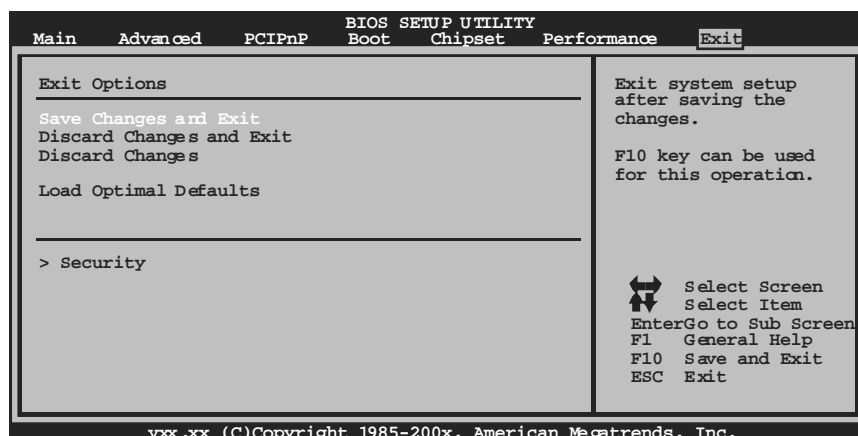 BIOS SETUP UTILITY
Main Advanced PCIPnP Boot Chipset Performance Exit
Exit Options
Save Changes and Exit
Discard Changes and Exit
Discard Changes
Load Optimal Defaults
> Security
Exit system setup
after saving the
changes.
F10 key can be used
for this operation.
Select Screen
Select Item
Enter Go to Sub Screen
F1 General Help
F10 Save and Exit
ESC Exit
vxx.xx (C)Copyright 1985-200x, American Megatrends, Inc.